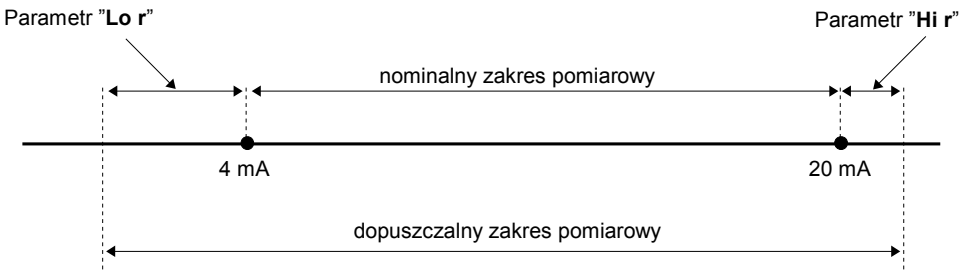 Parametr "Lo r"
Parametr "Hi r"
nominalny zakres pomiarowy
4 mA
20 mA
dopuszczalny zakres pomiarowy